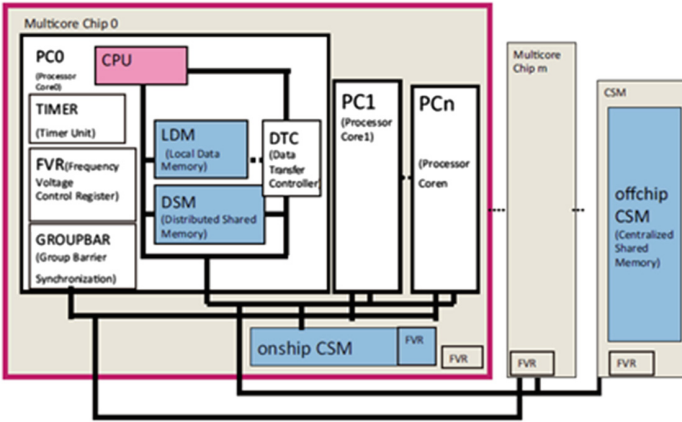 Multicore Chip 0
PC0
(Processor
Core0)
CPU
TIMER
(Timer Unit)
FVR(Frequency
Voltage
Control Register)
GROUPBAR
(Group Barrier
Synchronization)
LDM
(Local Data
Memory)
DSM
(Distributed Shared
Memory)
DTC
(Data
Transfer
Controller)
PC1
(Processor
Core1)
PCn
(Processor
Coren
onship CSM
FVR
FVR
Multicore
Chip m
FVR
CSM
offchip
CSM
(Centralized
Shared
Memory)
FVR